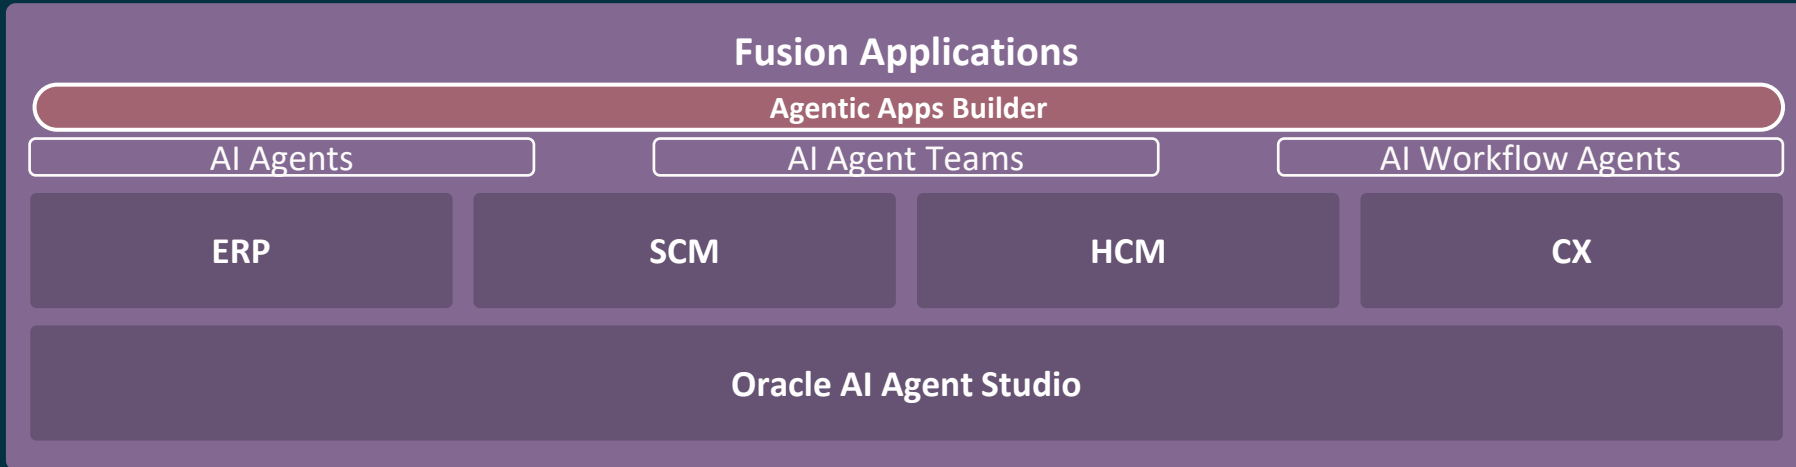 Fusion Applications
Agentic Apps Builder
AI Agents
AI Agent Teams
AI Workflow Agents
ERP
SCM
HCM
CX
Oracle AI Agent Studio